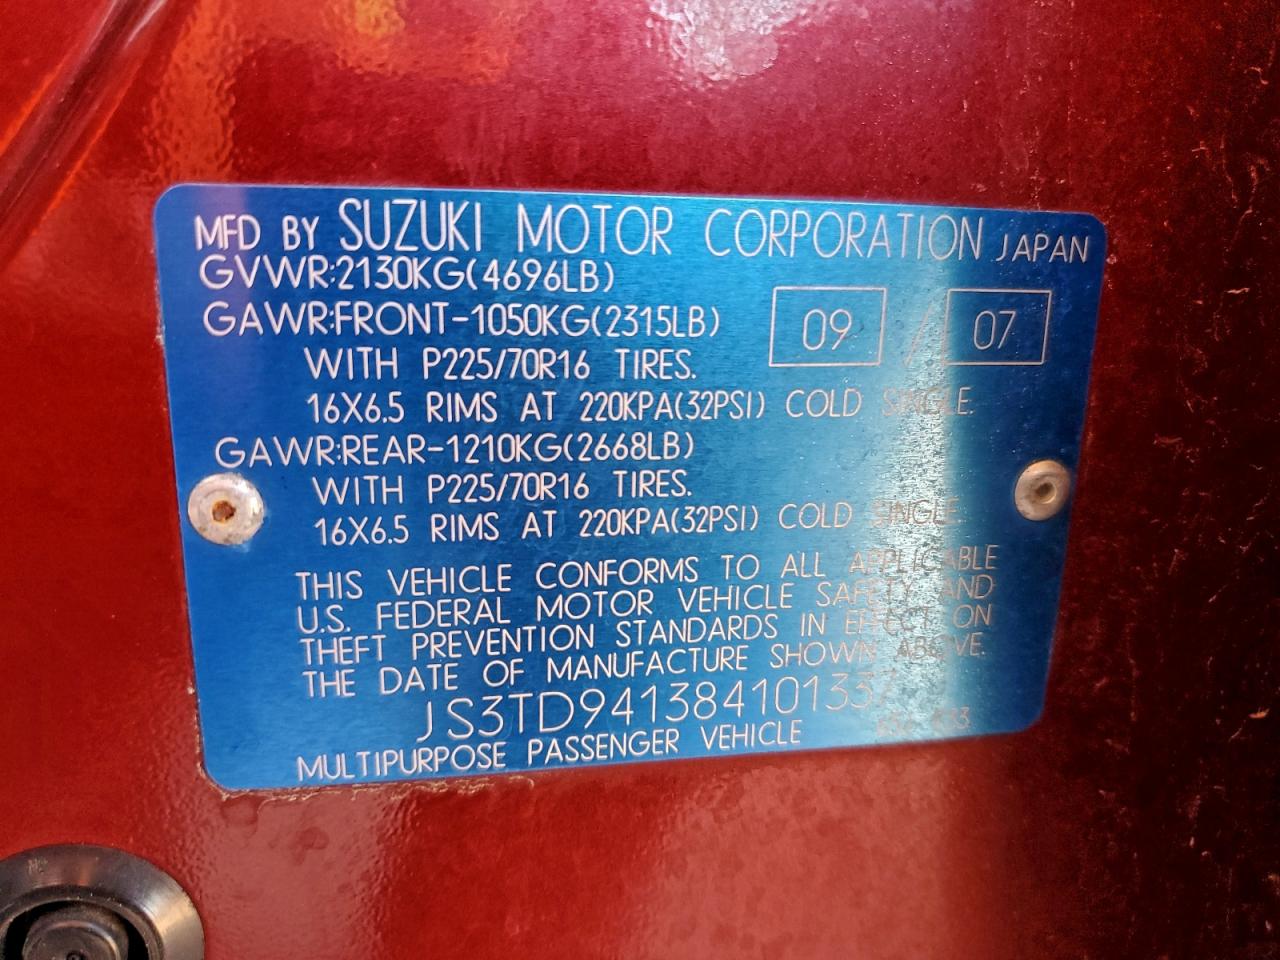 MFD BY SUZUKI MOTOR CORPORATION JAPAN
GVWR:2130KG(4696LB)
GAWR:FRONT-1050KG(2315LB) 09 / 07
WITH P225/70R16 TIRES.
16X6.5 RIMS AT 220KPA(32PSI) COLD SINGLE.
GAWR:REAR-1210KG(2668LB)
WITH P225/70R16 TIRES.
16X6.5 RIMS AT 220KPA(32PSI) COLD SINGLE.
THIS VEHICLE CONFORMS TO ALL APPLICABLE
U.S. FEDERAL MOTOR VEHICLE SAFETY AND
THEFT PREVENTION STANDARDS IN EFFECT ON
THE DATE OF MANUFACTURE SHOWN ABOVE.
JS3TD941384101337
MULTIPURPOSE PASSENGER VEHICLE